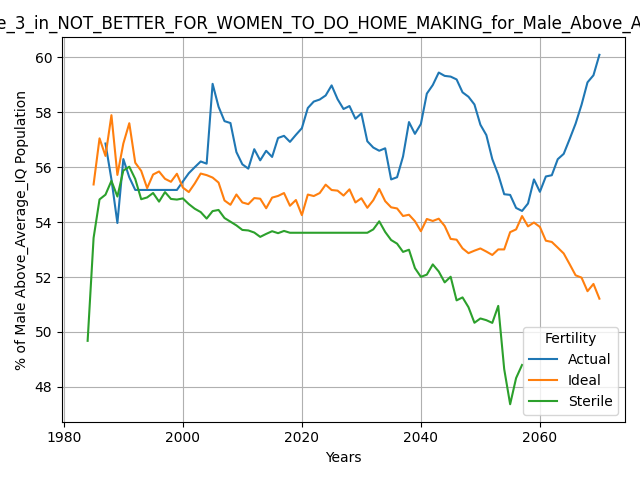 e_3_in_NOT_BETTER_FOR_WOMEN_TO_DO_HOME_MAKING_for_Male_Above_A
% of Male Above_Average_IQ Population
60
58
56
54
52
50
48
1980
2000
2020
2040
2060
Years
Fertility
Actual
Ideal
Sterile